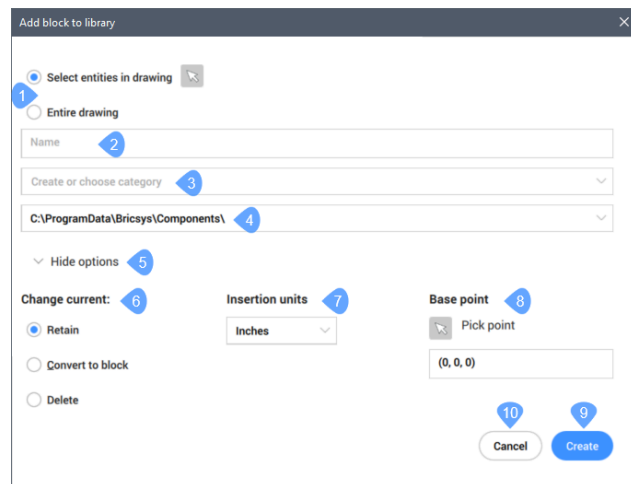 Add block to library
Select entities in drawing
1
Entire drawing
Name 2
Create or choose category 3
C:\ProgramData\Bricsys\Components\ 4
Hide options 5
Change current: 6 Insertion units 7 Base point 8
Retain Inches Pick point
Convert to block (0, 0, 0)
Delete
10 9
Cancel Create